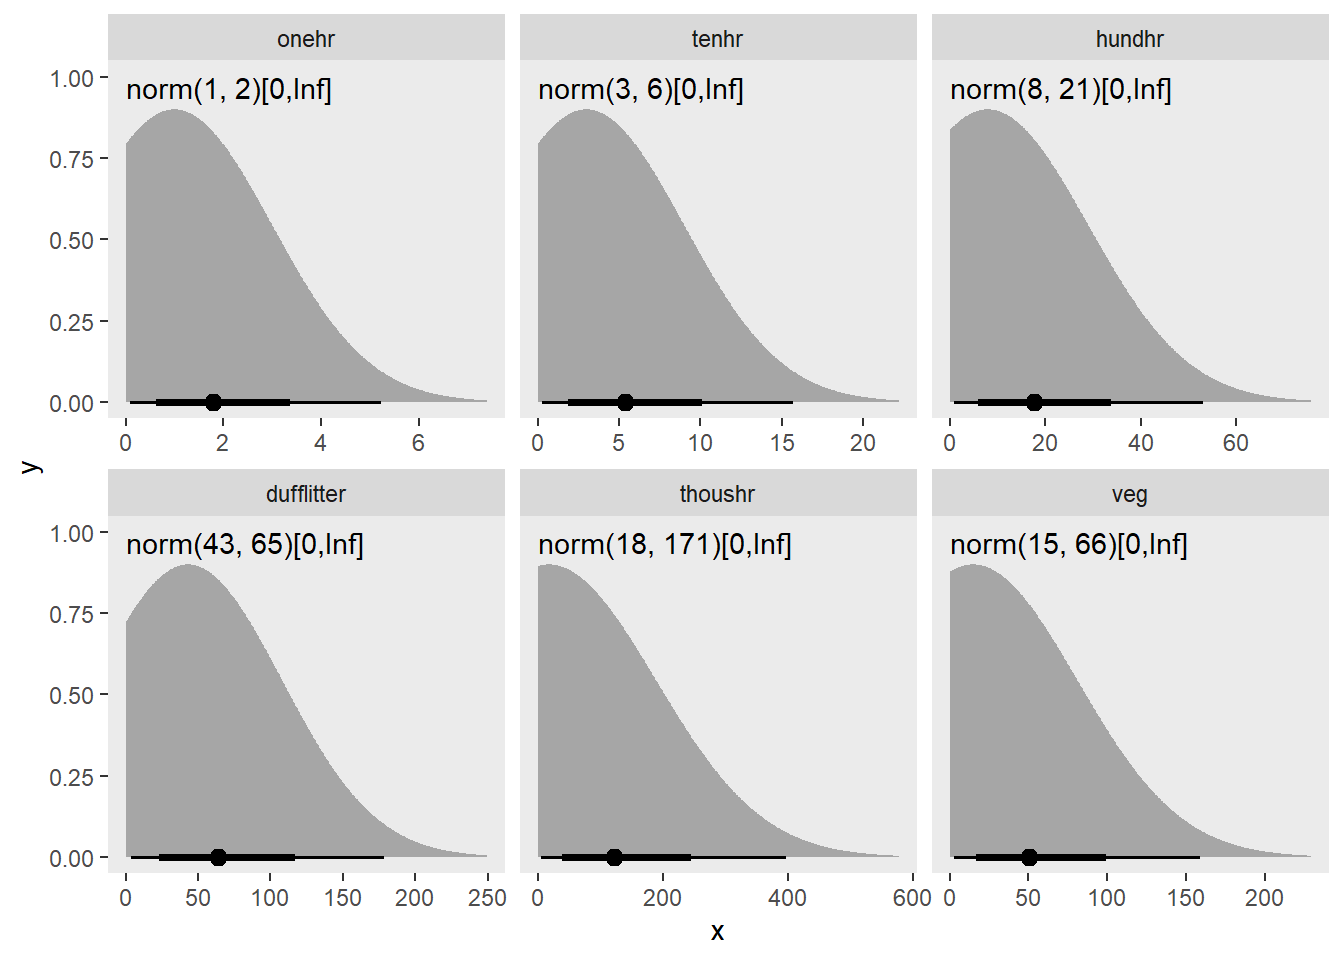 onehr tenhr hundhr
norm(1, 2)[0,Inf] norm(3, 6)[0,Inf] norm(8, 21)[0,Inf]
1.00
0.75
0.50
0.25
0.00
0 2 4 6 0 5 10 15 20 0 20 40 60
y
dufflitter thoushr veg
norm(43, 65)[0,Inf] norm(18, 171)[0,Inf] norm(15, 66)[0,Inf]
1.00
0.75
0.50
0.25
0.00
0 50 100 150 200 250 0 200 400 600 0 50 100 150 200
x